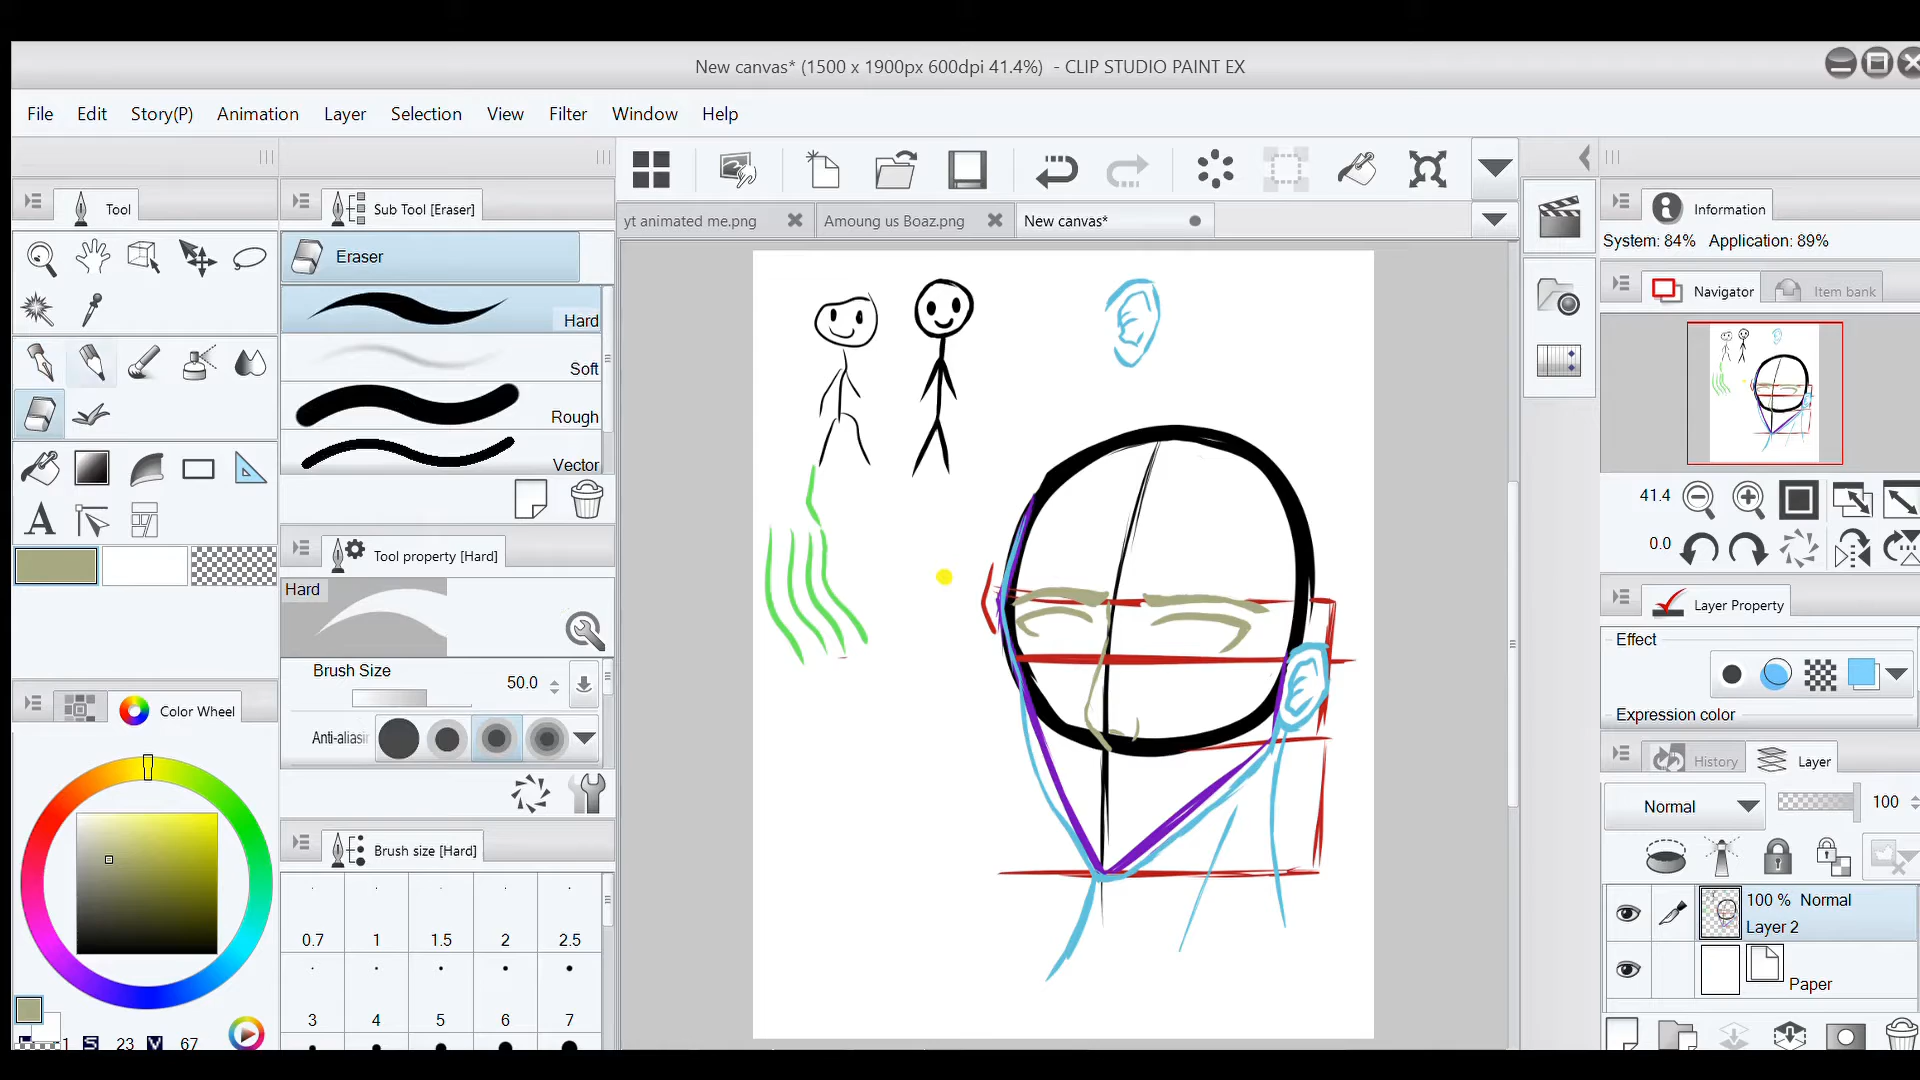 New canvas* (1500 x 1900px 600dpi 41.4%) - CLIP STUDIO PAINT EX
File Edit Story(P) Animation Layer Selection View Filter Window Help
Tool
Sub Tool [Eraser]
yt animated me.png
Amoung us Boaz.png
New canvas*
Information
System: 84% Application: 89%
Eraser
Hard
Soft
Rough
Vector
Navigator
Item bank
41.4
0.0
Tool property [Hard]
Hard
Brush Size
50.0
Anti-aliasi
Layer Property
Effect
Expression color
Color Wheel
History
Layer
Normal
100
Brush size [Hard]
0.7 1 1.5 2 2.5
3 4 5 6 7
100 % Normal
Layer 2
Paper
S 23 V 67